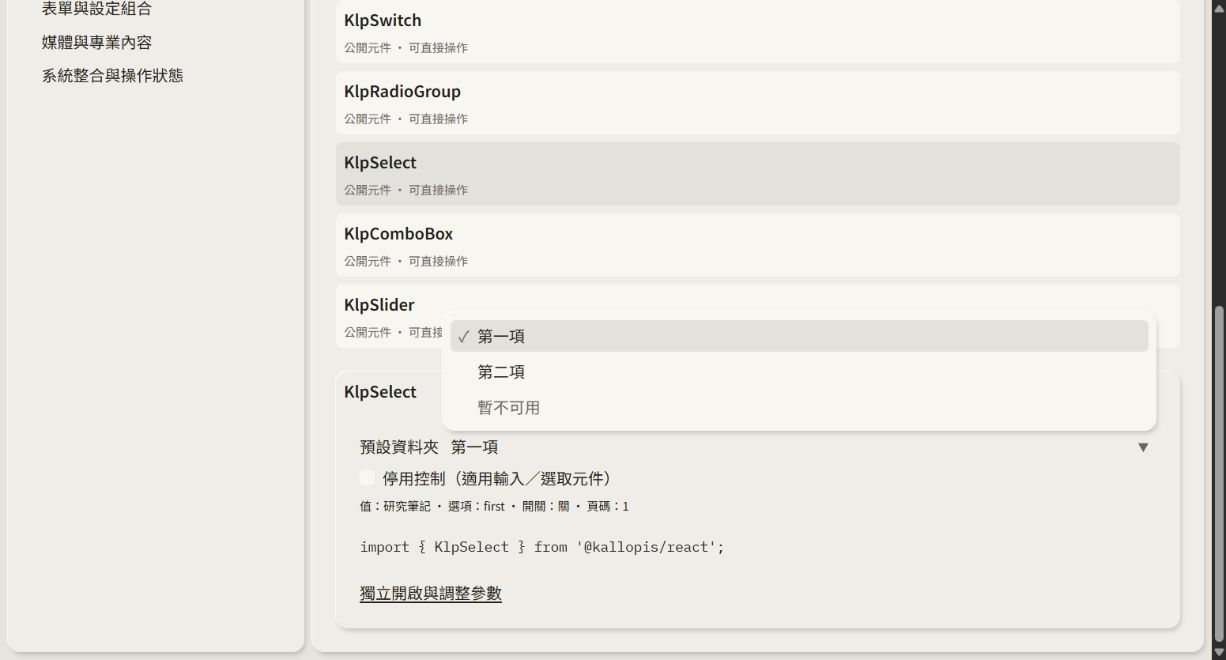 表單與設定組合
媒體與專業內容
系統整合與操作狀態
KlpSwitch
公開元件 · 可直接操作
KlpRadioGroup
公開元件 · 可直接操作
KlpSelect
公開元件 · 可直接操作
KlpComboBox
公開元件 · 可直接操作
KlpSlider
公開元件 · 可直接
✓ 第一項
第二項
暫不可用
KlpSelect
預設資料夾 第一項 ▼
停用控制（適用輸入／選取元件）
值：研究筆記 · 選項：first · 開關：關 · 頁碼：1
import { KlpSelect } from '@kallopis/react';
獨立開啟與調整參數